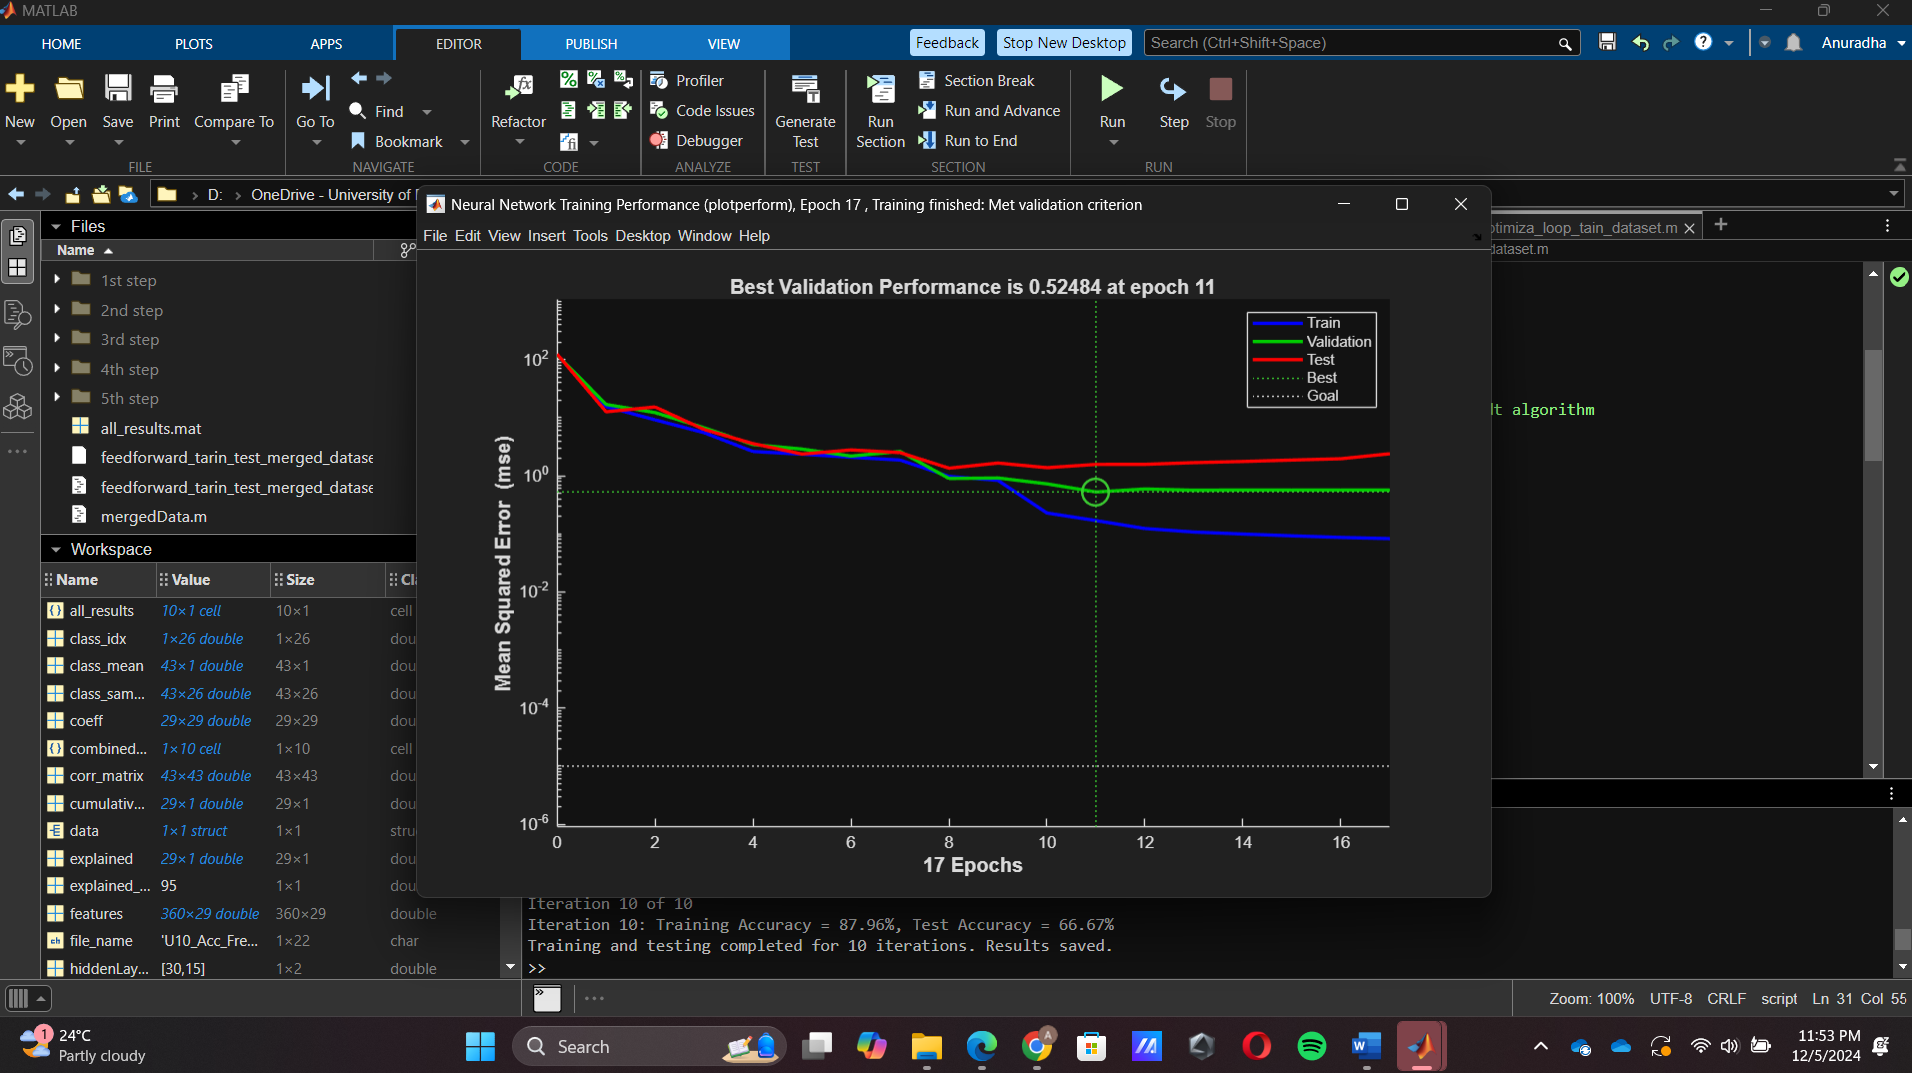 MATLAB
HOME PLOTS APPS EDITOR PUBLISH VIEW Feedback Stop New Desktop Search (Ctrl+Shift+Space) Anuradha
New Open Save Print Compare To
FILE
Go To Find Bookmark
NAVIGATE
Refactor
CODE
Profiler
Code Issues
Debugger
ANALYZE
Generate Test
TEST
Run Section
Section Break
Run and Advance
Run to End
SECTION
Run Step Stop
RUN
D: OneDrive - University of
Files
Name
1st step
2nd step
3rd step
4th step
5th step
all_results.mat
feedforward_tarin_test_merged_datase
feedforward_tarin_test_merged_datase
mergedData.m
Workspace
Name Value Size Cl
all_results 10×1 cell 10×1 cell
class_idx 1×26 double 1×26 dou
class_mean 43×1 double 43×1 dou
class_sam... 43×26 double 43×26 dou
coeff 29×29 double 29×29 dou
combined... 1×10 cell 1×10 cell
corr_matrix 43×43 double 43×43 dou
cumulativ... 29×1 double 29×1 dou
data 1×1 struct 1×1 stru
explained 29×1 double 29×1 dou
explained_... 95 1×1 dou
features 360×29 double 360×29 double
file_name 'U10_Acc_Fre... 1×22 char
hiddenLay... [30,15] 1×2 double
Neural Network Training Performance (plotperform), Epoch 17 , Training finished: Met validation criterion
File Edit View Insert Tools Desktop Window Help
Best Validation Performance is 0.52484 at epoch 11
Train
Validation
Test
Best
Goal
Mean Squared Error (mse)
10²
10⁰
10⁻²
10⁻⁴
10⁻⁶
0 2 4 6 8 10 12 14 16
17 Epochs
ptimiza_loop_tain_dataset.m
dataset.m
dt algorithm
Iteration 10 of 10
Iteration 10: Training Accuracy = 87.96%, Test Accuracy = 66.67%
Training and testing completed for 10 iterations. Results saved.
>>
Zoom: 100% UTF-8 CRLF script Ln 31 Col 55
1
24°C
Partly cloudy
Search
A
W
11:53 PM
12/5/2024